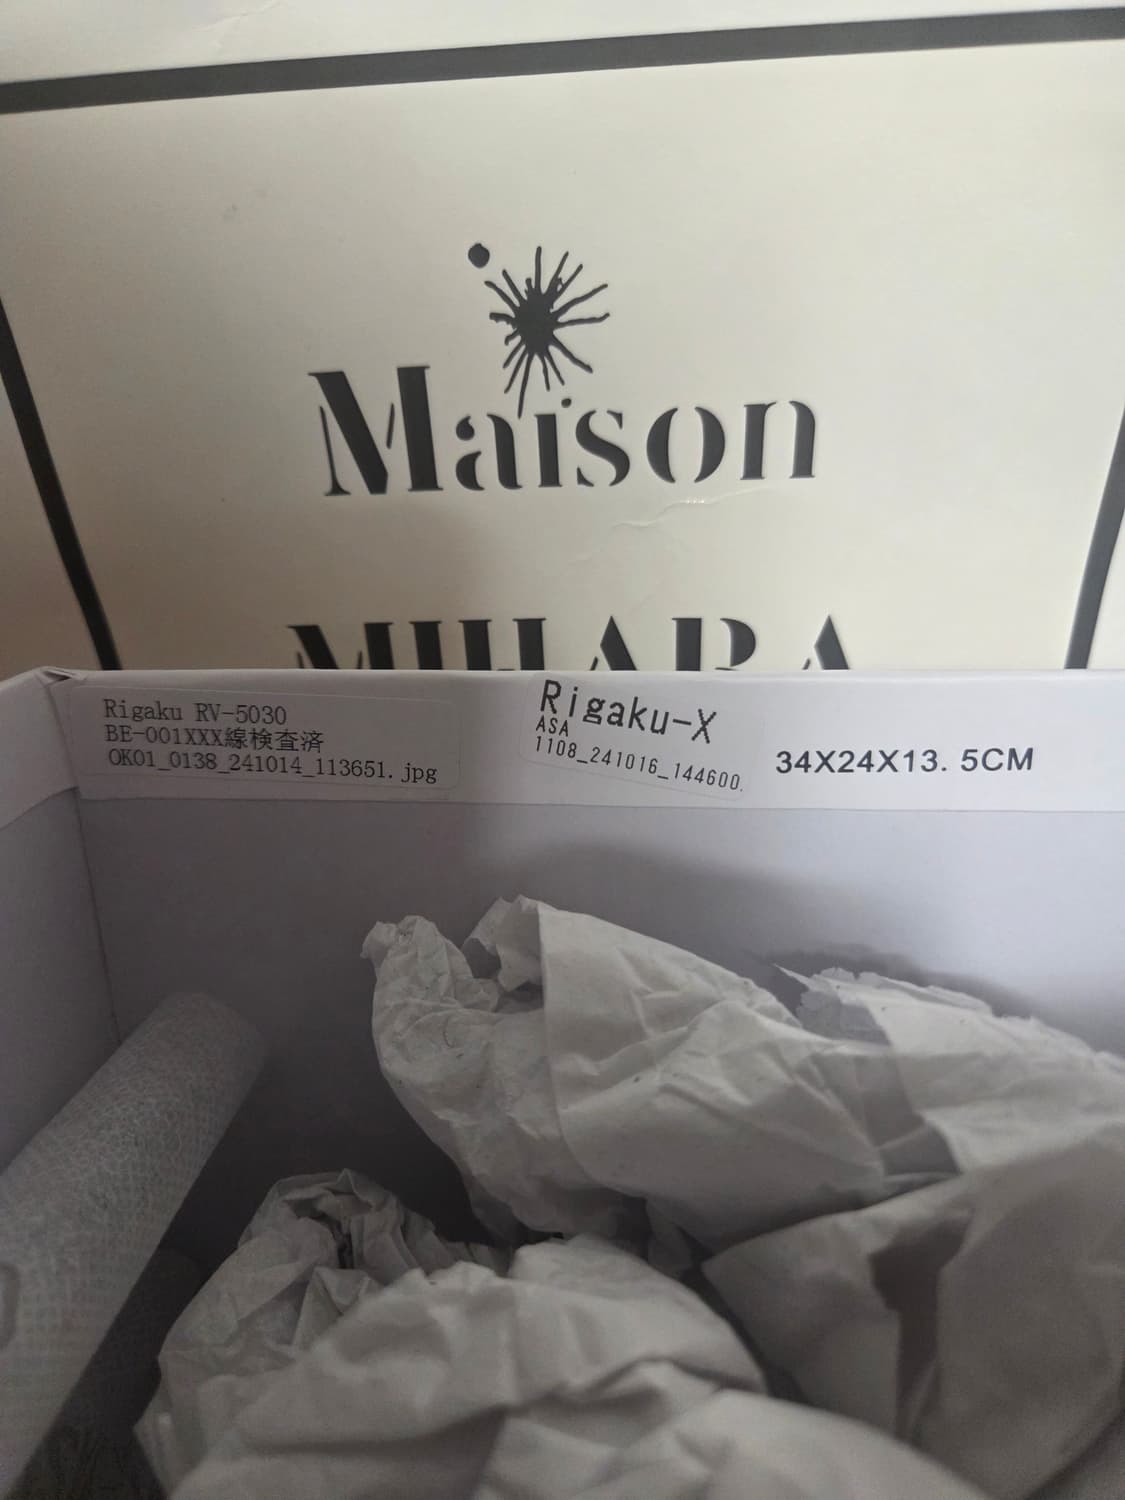 Maison
MIHARA
Rigaku RV-5030
BE-001XXX線検査済
OK01_0138_241014_113651.jpg
Rigaku-X
ASA
1108_241016_144600.
34X24X13.5CM